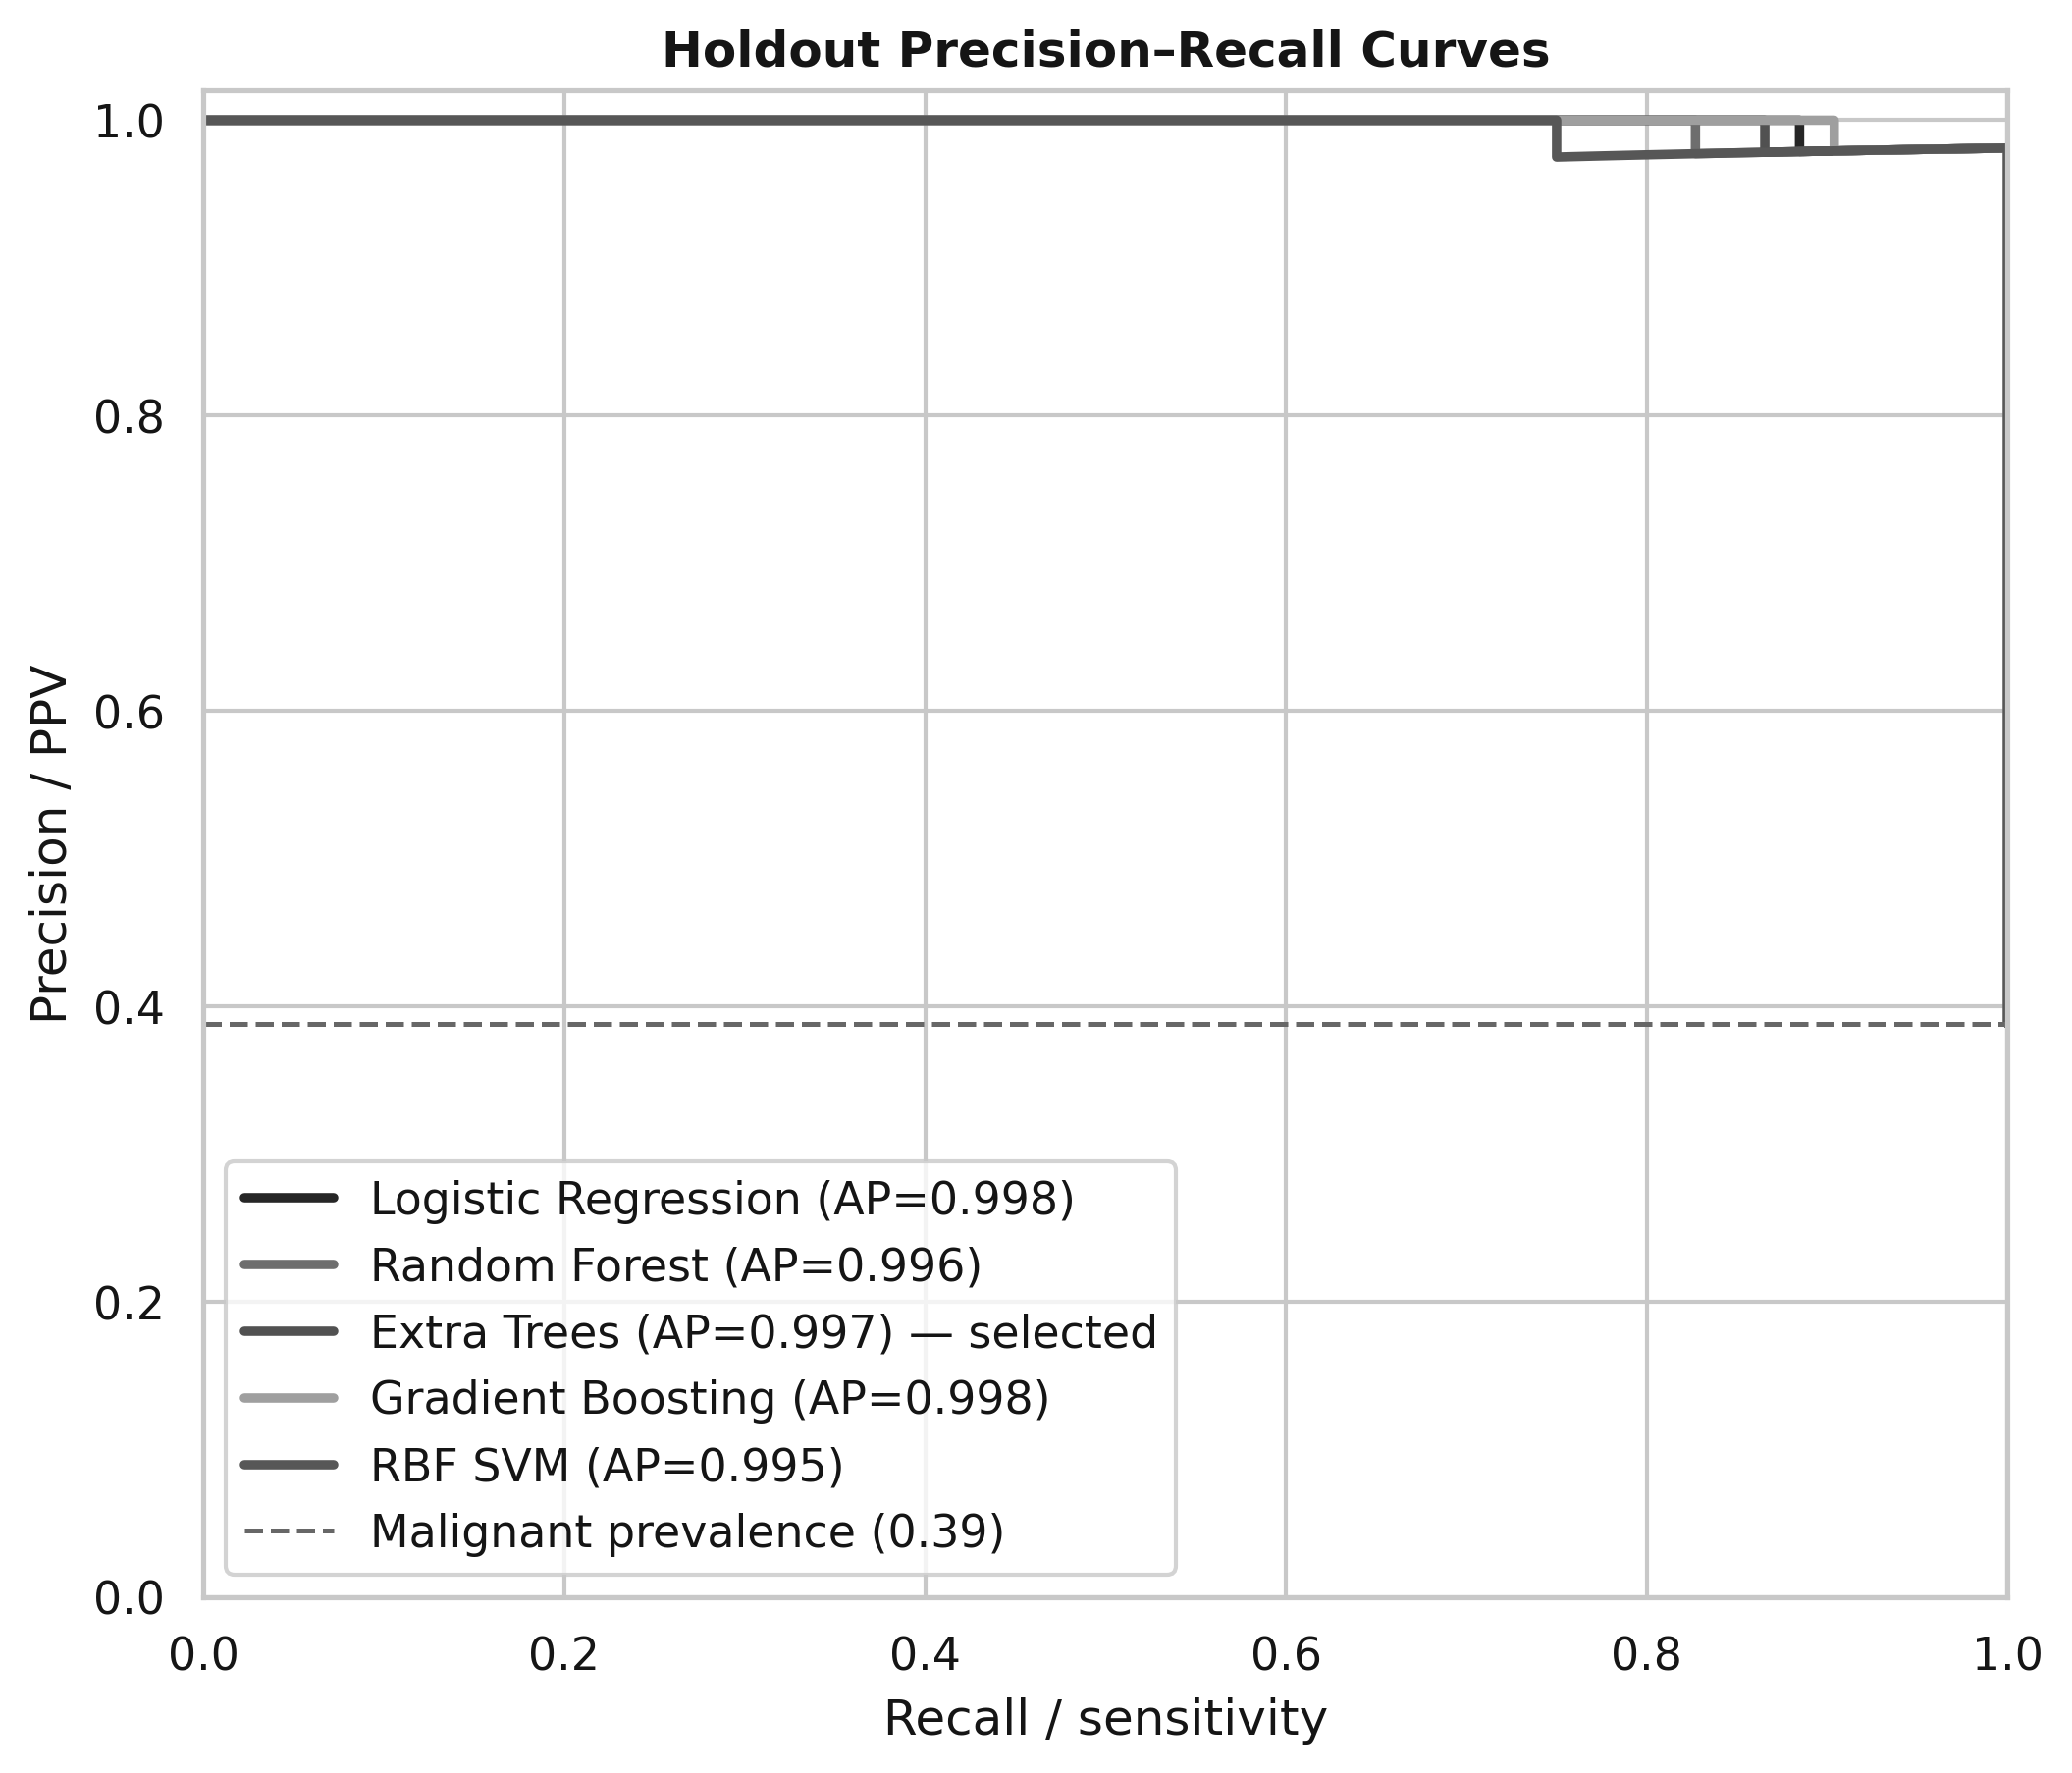 Holdout Precision–Recall Curves
Precision / PPV
1.0
0.8
0.6
0.4
0.2
0.0
Logistic Regression (AP=0.998)
Random Forest (AP=0.996)
Extra Trees (AP=0.997) — selected
Gradient Boosting (AP=0.998)
RBF SVM (AP=0.995)
Malignant prevalence (0.39)
0.0 0.2 0.4 0.6 0.8 1.0
Recall / sensitivity